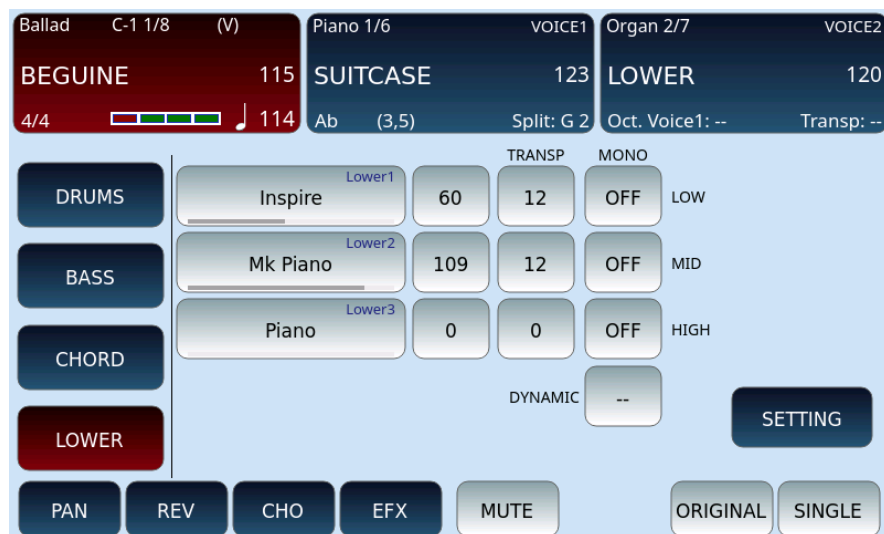 Ballad C-1 1/8 (V)
BEGUINE 115
4/4 114
Piano 1/6 VOICE1
SUITCASE 123
Ab (3,5) Split: G 2
Organ 2/7 VOICE2
LOWER 120
Oct. Voice1: -- Transp: --
TRANSP MONO
DRUMS
BASS
CHORD
LOWER
Lower1
Inspire 60 12 OFF LOW
Lower2
Mk Piano 109 12 OFF MID
Lower3
Piano 0 0 OFF HIGH
DYNAMIC --
SETTING
PAN REV CHO EFX MUTE ORIGINAL SINGLE